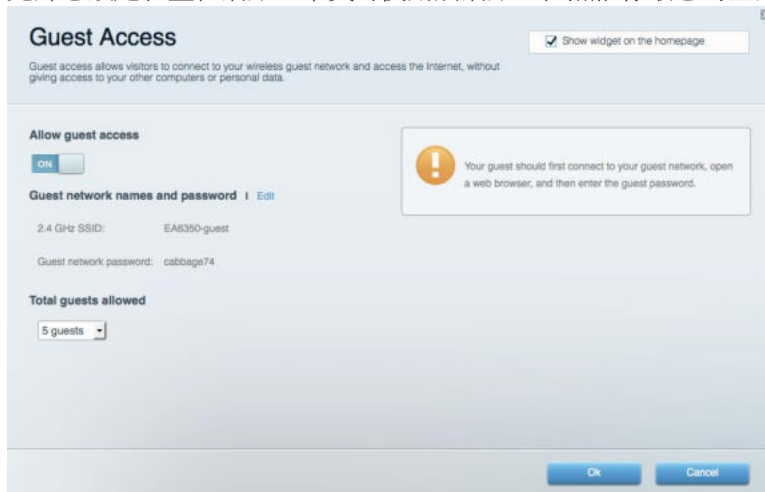 Guest Access
Show widget on the homepage
Guest access allows visitors to connect to your wireless guest network and access the Internet, without
giving access to your other computers or personal data.
Allow guest access
ON
Your guest should first connect to your guest network, open
a web browser, and then enter the guest password.
Guest network names and password | Edit
2.4 GHz SSID: EA6350-guest
Guest network password: cabbage74
Total guests allowed
5 guests
Ok
Cancel